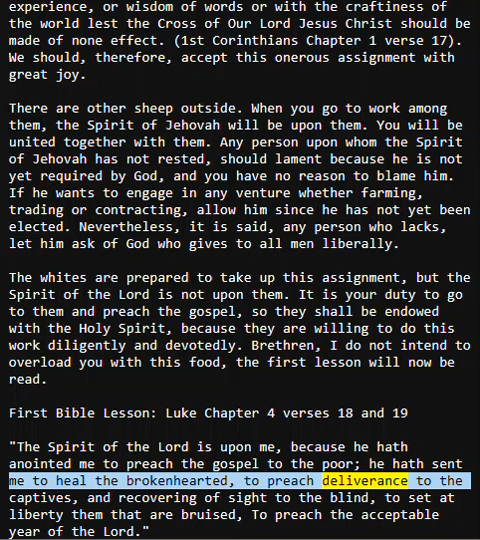 experience, or wisdom of words or with the craftiness of
the world lest the Cross of Our Lord Jesus Christ should be
made of none effect. (1st Corinthians Chapter 1 verse 17).
We should, therefore, accept this onerous assignment with
great joy.
There are other sheep outside. When you go to work among
them, the Spirit of Jehovah will be upon them. You will be
united together with them. Any person upon whom the Spirit
of Jehovah has not rested, should lament because he is not
yet required by God, and you have no reason to blame him.
If he wants to engage in any venture whether farming,
trading or contracting, allow him since he has not yet been
elected. Nevertheless, it is said, any person who lacks,
let him ask of God who gives to all men liberally.
The whites are prepared to take up this assignment, but the
Spirit of the Lord is not upon them. It is your duty to go
to them and preach the gospel, so they shall be endowed
with the Holy Spirit, because they are willing to do this
work diligently and devotedly. Brethren, I do not intend to
overload you with this food, the first lesson will now be
read.
First Bible Lesson: Luke Chapter 4 verses 18 and 19
"The Spirit of the Lord is upon me, because he hath
anointed me to preach the gospel to the poor; he hath sent
me to heal the brokenhearted, to preach deliverance to the
captives, and recovering of sight to the blind, to set at
liberty them that are bruised, To preach the acceptable
year of the Lord."